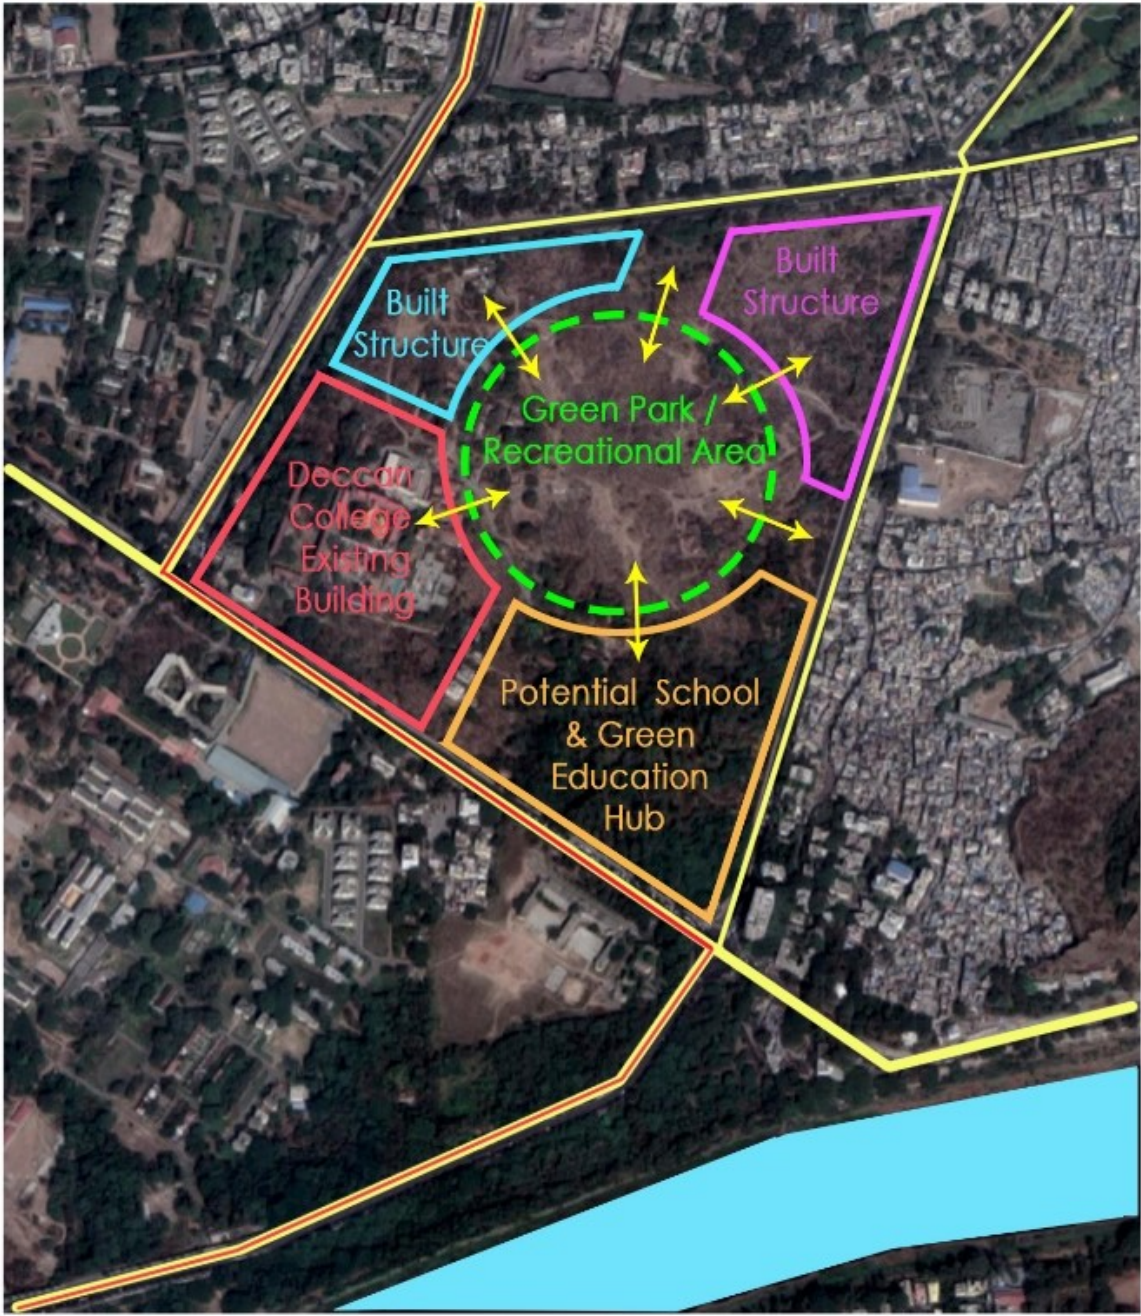 Built
Structure
Built
Structure
Green Park /
Recreational Area
Deccan
College
Existing
Building
Potential School
& Green
Education
Hub